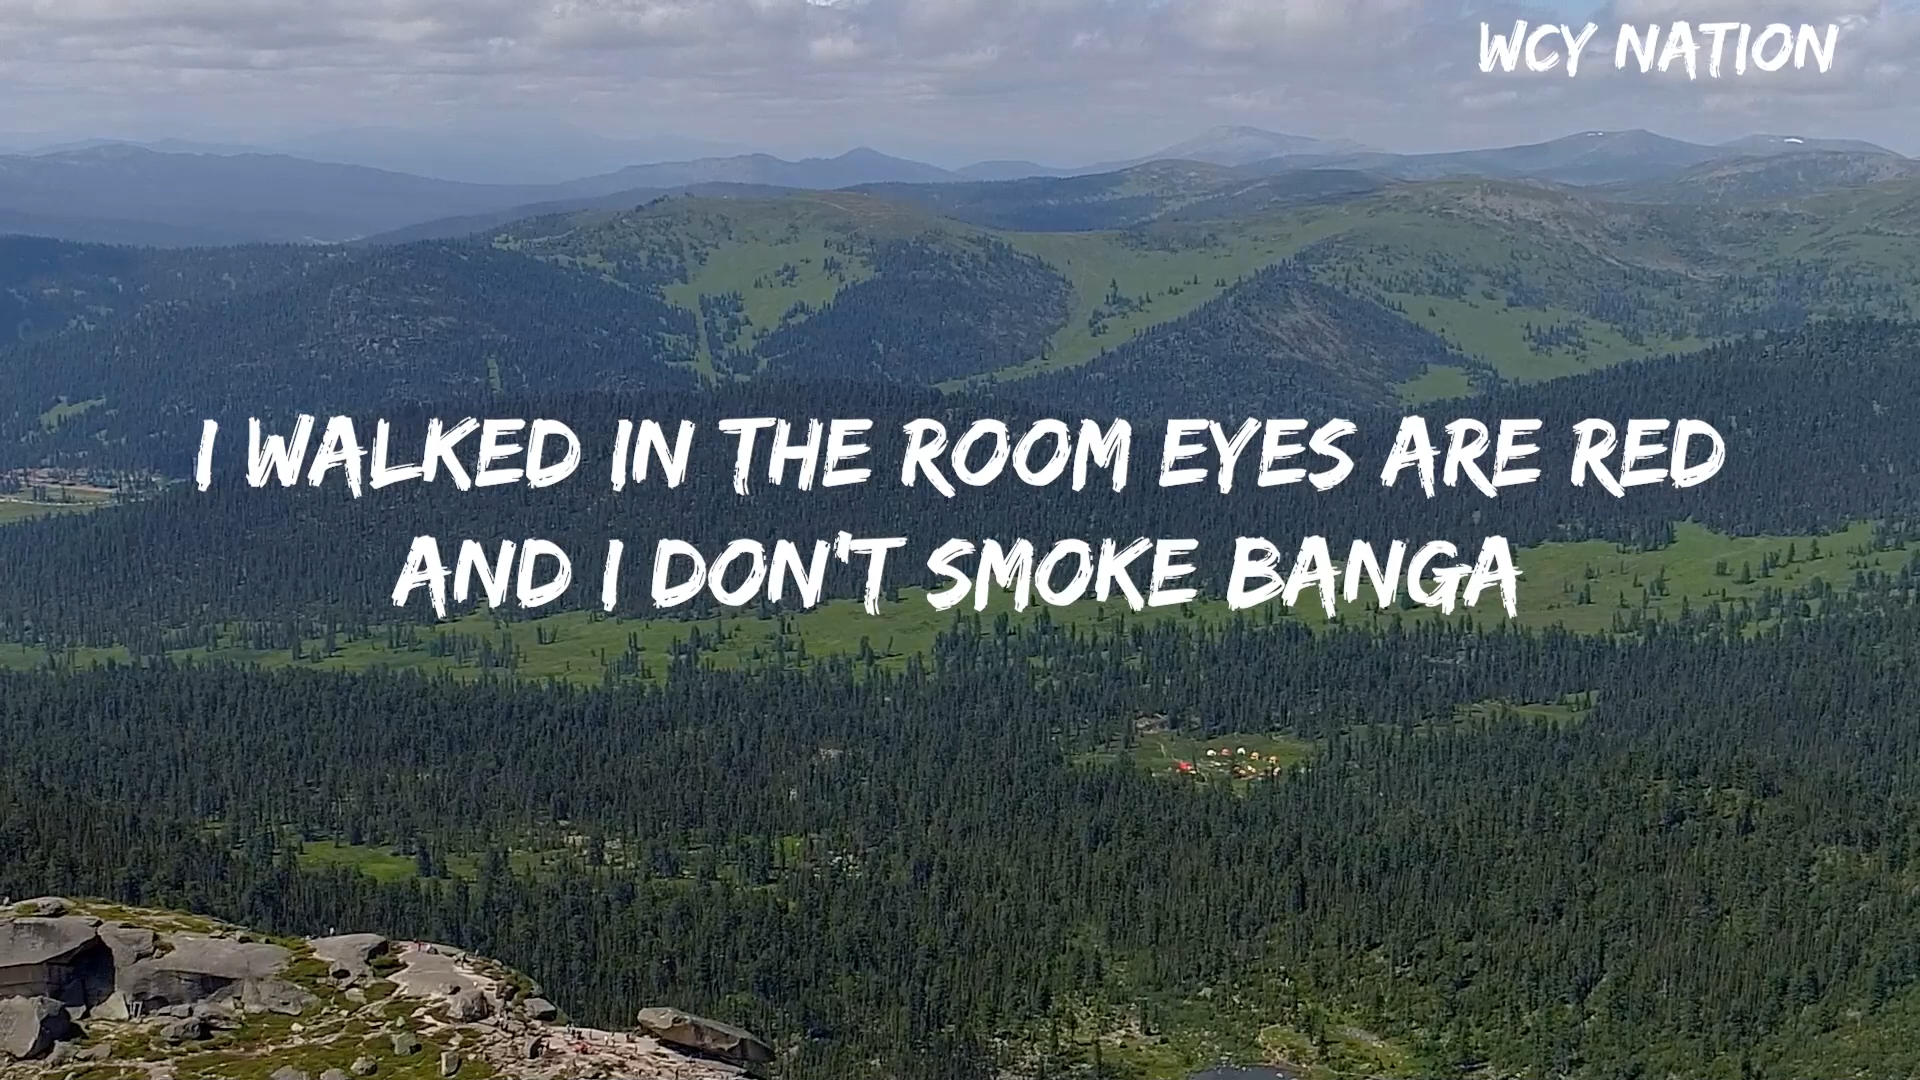 WCY NATION
I WALKED IN THE ROOM EYES ARE RED
AND I DON'T SMOKE BANGA